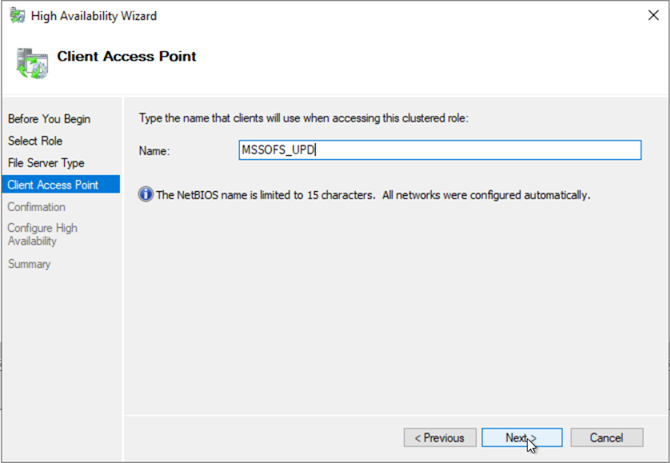 High Availability Wizard
Client Access Point
Before You Begin
Select Role
File Server Type
Client Access Point
Confirmation
Configure High
Availability
Summary
Type the name that clients will use when accessing this clustered role:
Name:
MSSOFS_UPD
The NetBIOS name is limited to 15 characters. All networks were configured automatically.
< Previous
Next >
Cancel